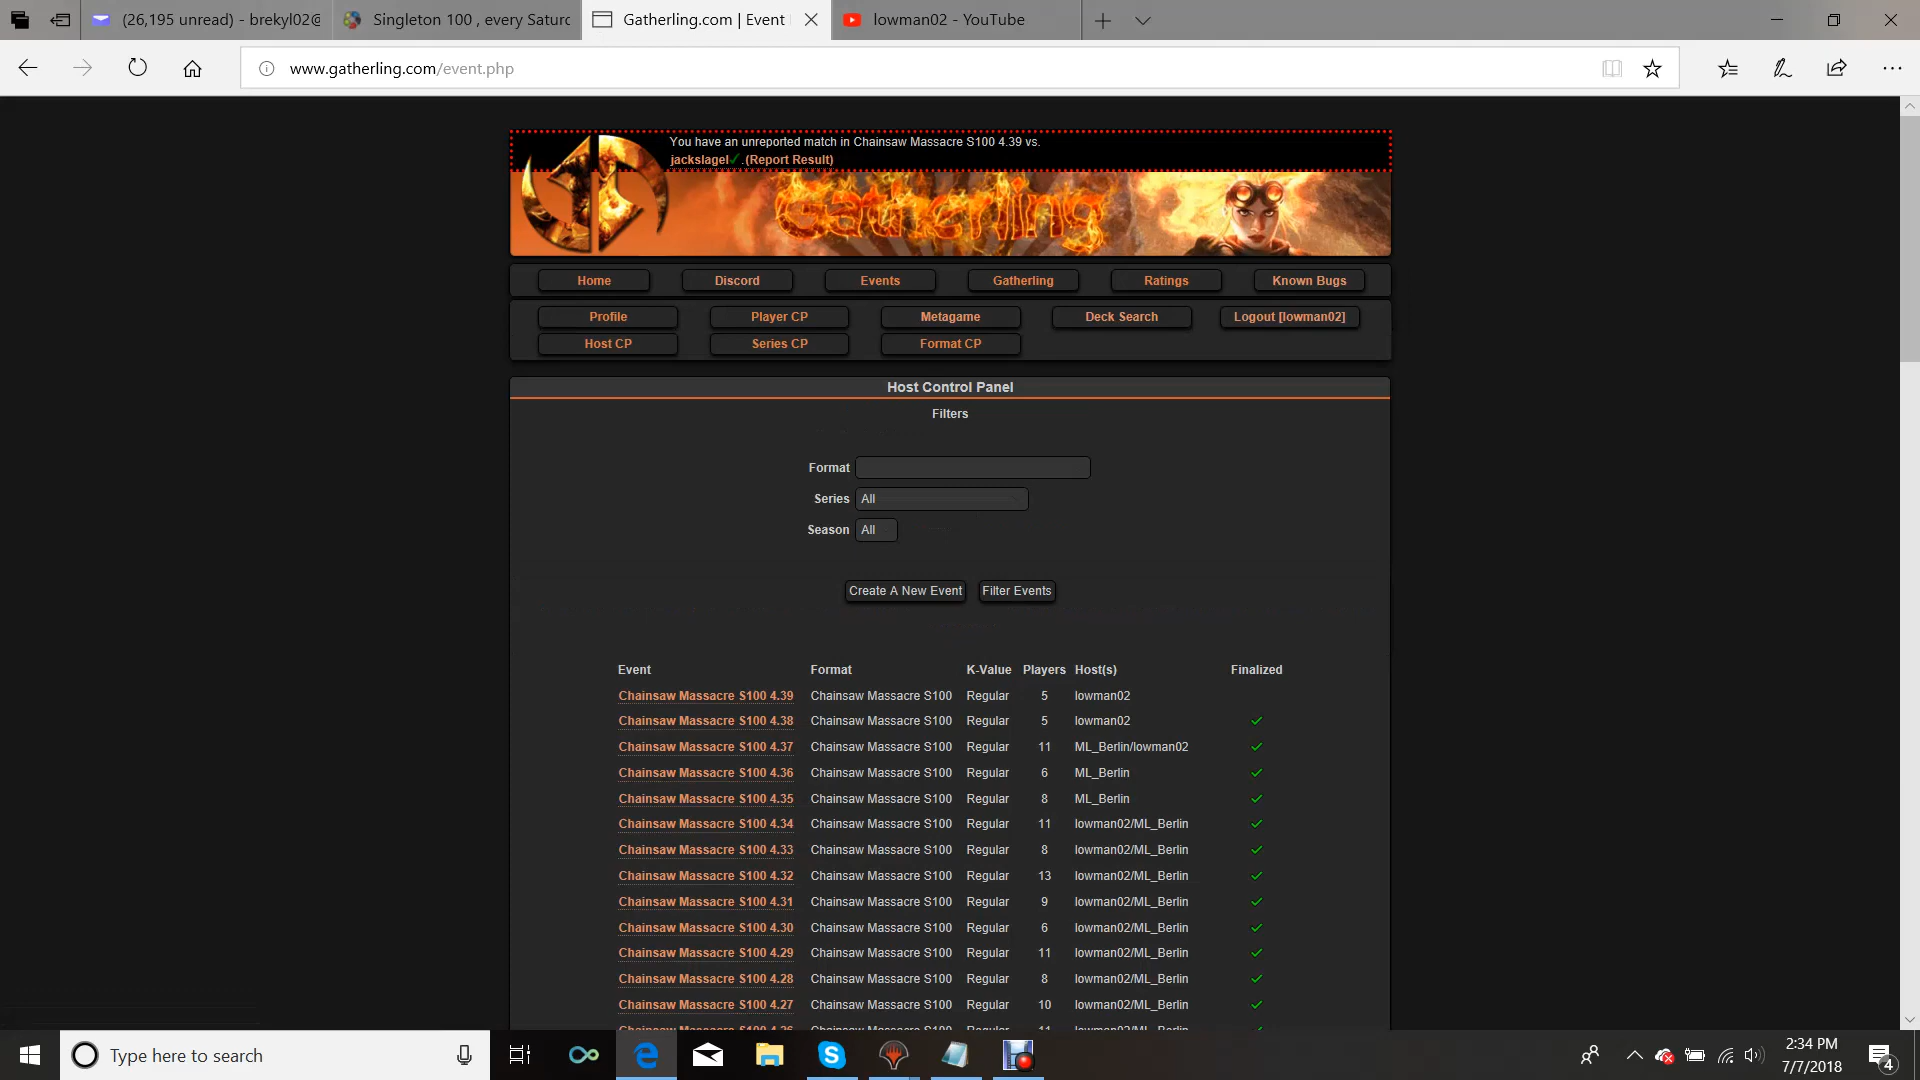 (26,195 unread) - brekyl02@
Singleton 100 , every Saturd
Gatherling.com | Event
lowman02 - YouTube
www.gatherling.com/event.php
You have an unreported match in Chainsaw Massacre S100 4.39 vs.
jackslagel✓. (Report Result)
Gatherling
Home Discord Events Gatherling Ratings Known Bugs
Profile Player CP Metagame Deck Search Logout [lowman02]
Host CP Series CP Format CP
Host Control Panel
Filters
Format
Series All
Season All
Create A New Event Filter Events
Event Format K-Value Players Host(s) Finalized
Chainsaw Massacre S100 4.39 Chainsaw Massacre S100 Regular 5 lowman02
Chainsaw Massacre S100 4.38 Chainsaw Massacre S100 Regular 5 lowman02 ✓
Chainsaw Massacre S100 4.37 Chainsaw Massacre S100 Regular 11 ML_Berlin/lowman02 ✓
Chainsaw Massacre S100 4.36 Chainsaw Massacre S100 Regular 6 ML_Berlin ✓
Chainsaw Massacre S100 4.35 Chainsaw Massacre S100 Regular 8 ML_Berlin ✓
Chainsaw Massacre S100 4.34 Chainsaw Massacre S100 Regular 11 lowman02/ML_Berlin ✓
Chainsaw Massacre S100 4.33 Chainsaw Massacre S100 Regular 8 lowman02/ML_Berlin ✓
Chainsaw Massacre S100 4.32 Chainsaw Massacre S100 Regular 13 lowman02/ML_Berlin ✓
Chainsaw Massacre S100 4.31 Chainsaw Massacre S100 Regular 9 lowman02/ML_Berlin ✓
Chainsaw Massacre S100 4.30 Chainsaw Massacre S100 Regular 6 lowman02/ML_Berlin ✓
Chainsaw Massacre S100 4.29 Chainsaw Massacre S100 Regular 11 lowman02/ML_Berlin ✓
Chainsaw Massacre S100 4.28 Chainsaw Massacre S100 Regular 8 lowman02/ML_Berlin ✓
Chainsaw Massacre S100 4.27 Chainsaw Massacre S100 Regular 10 lowman02/ML_Berlin ✓
Type here to search
2:34 PM
7/7/2018
4